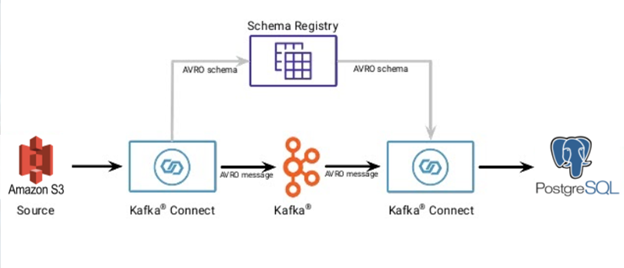 Schema Registry
AVRO schema
AVRO schema
Amazon S3
Source
Kafka® Connect
AVRO message
Kafka®
AVRO message
Kafka® Connect
PostgreSQL